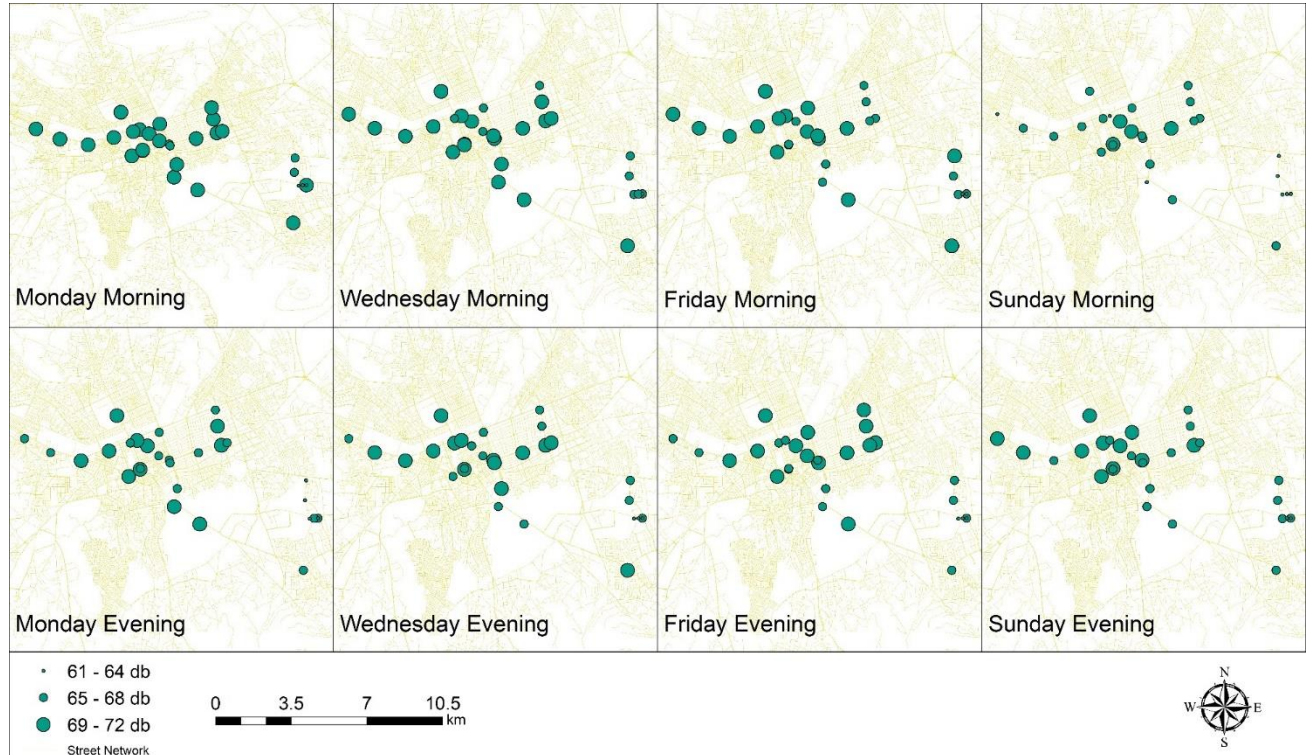 Monday Morning
Wednesday Morning
Friday Morning
Sunday Morning
Monday Evening
Wednesday Evening
Friday Evening
Sunday Evening
61 - 64 db
65 - 68 db
69 - 72 db
Street Network
0 3.5 7 10.5
km
N
W E
S